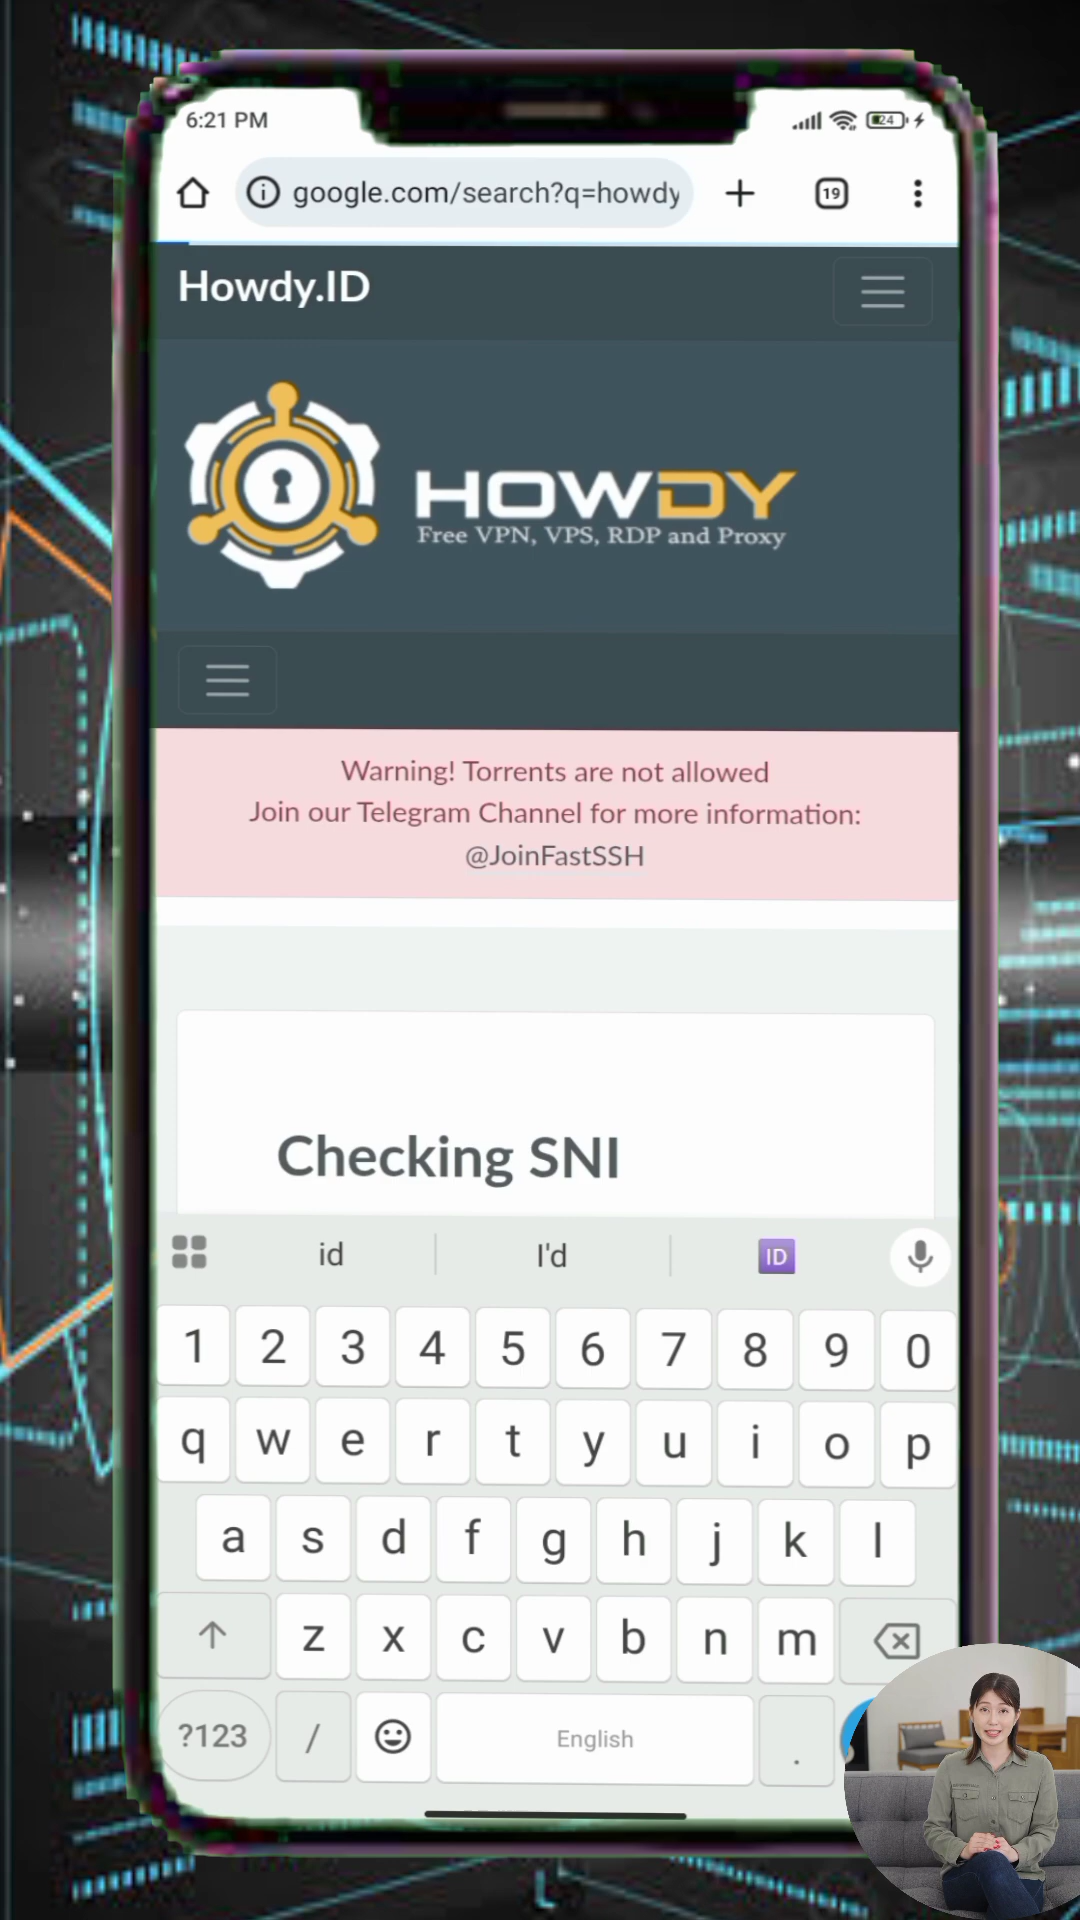 6:21 PM
24
google.com/search?q=howdy
19
Howdy.ID
HOWDY
Free VPN, VPS, RDP and Proxy
Warning! Torrents are not allowed
Join our Telegram Channel for more information:
@JoinFastSSH
Checking SNI
id I'd ID
1 2 3 4 5 6 7 8 9 0
q w e r t y u i o p
a s d f g h j k l
z x c v b n m
?123 / English .